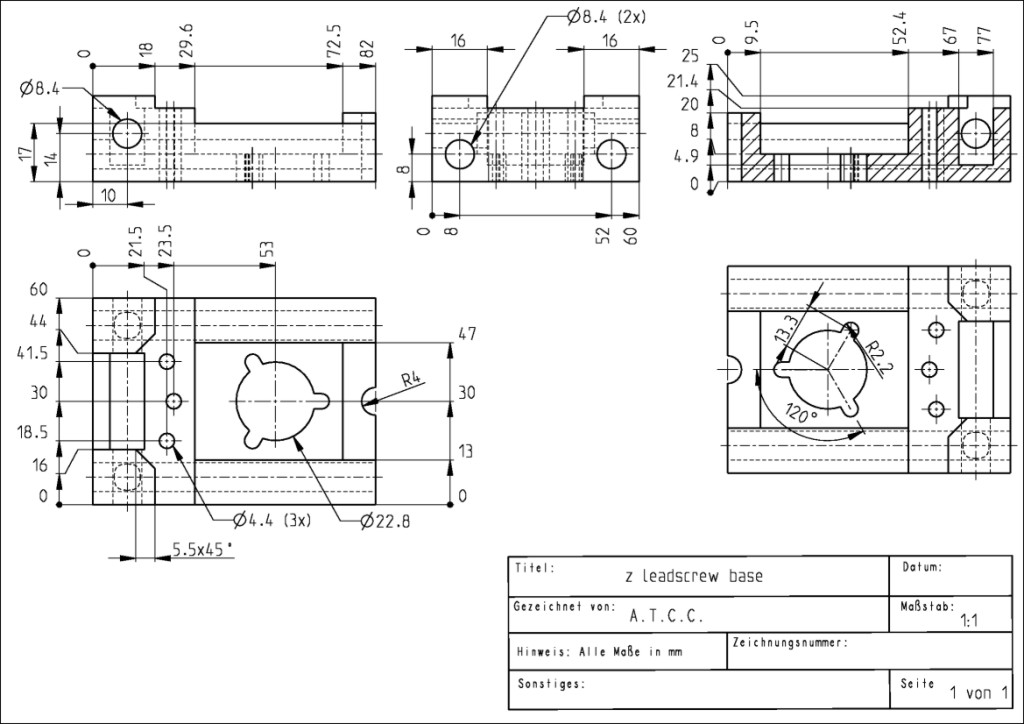 0
18
29.6
72.5
82
Ø8.4
17
14
10
Ø8.4 (2x)
16
16
8
0
8
52
60
0
9.5
52.4
67
77
25
21.4
20
8
4.9
0
0
21.5
23.5
53
60
44
41.5
30
18.5
16
0
47
30
13
0
R4
Ø4.4 (3x)
Ø22.8
5.5x45°
13.3
R2.2
120°
Titel:
z leadscrew base
Datum:
Gezeichnet von:
A.T.C.C.
Maßstab:
1:1
Hinweis: Alle Maße in mm
Zeichnungsnummer:
Sonstiges:
Seite
1 von 1